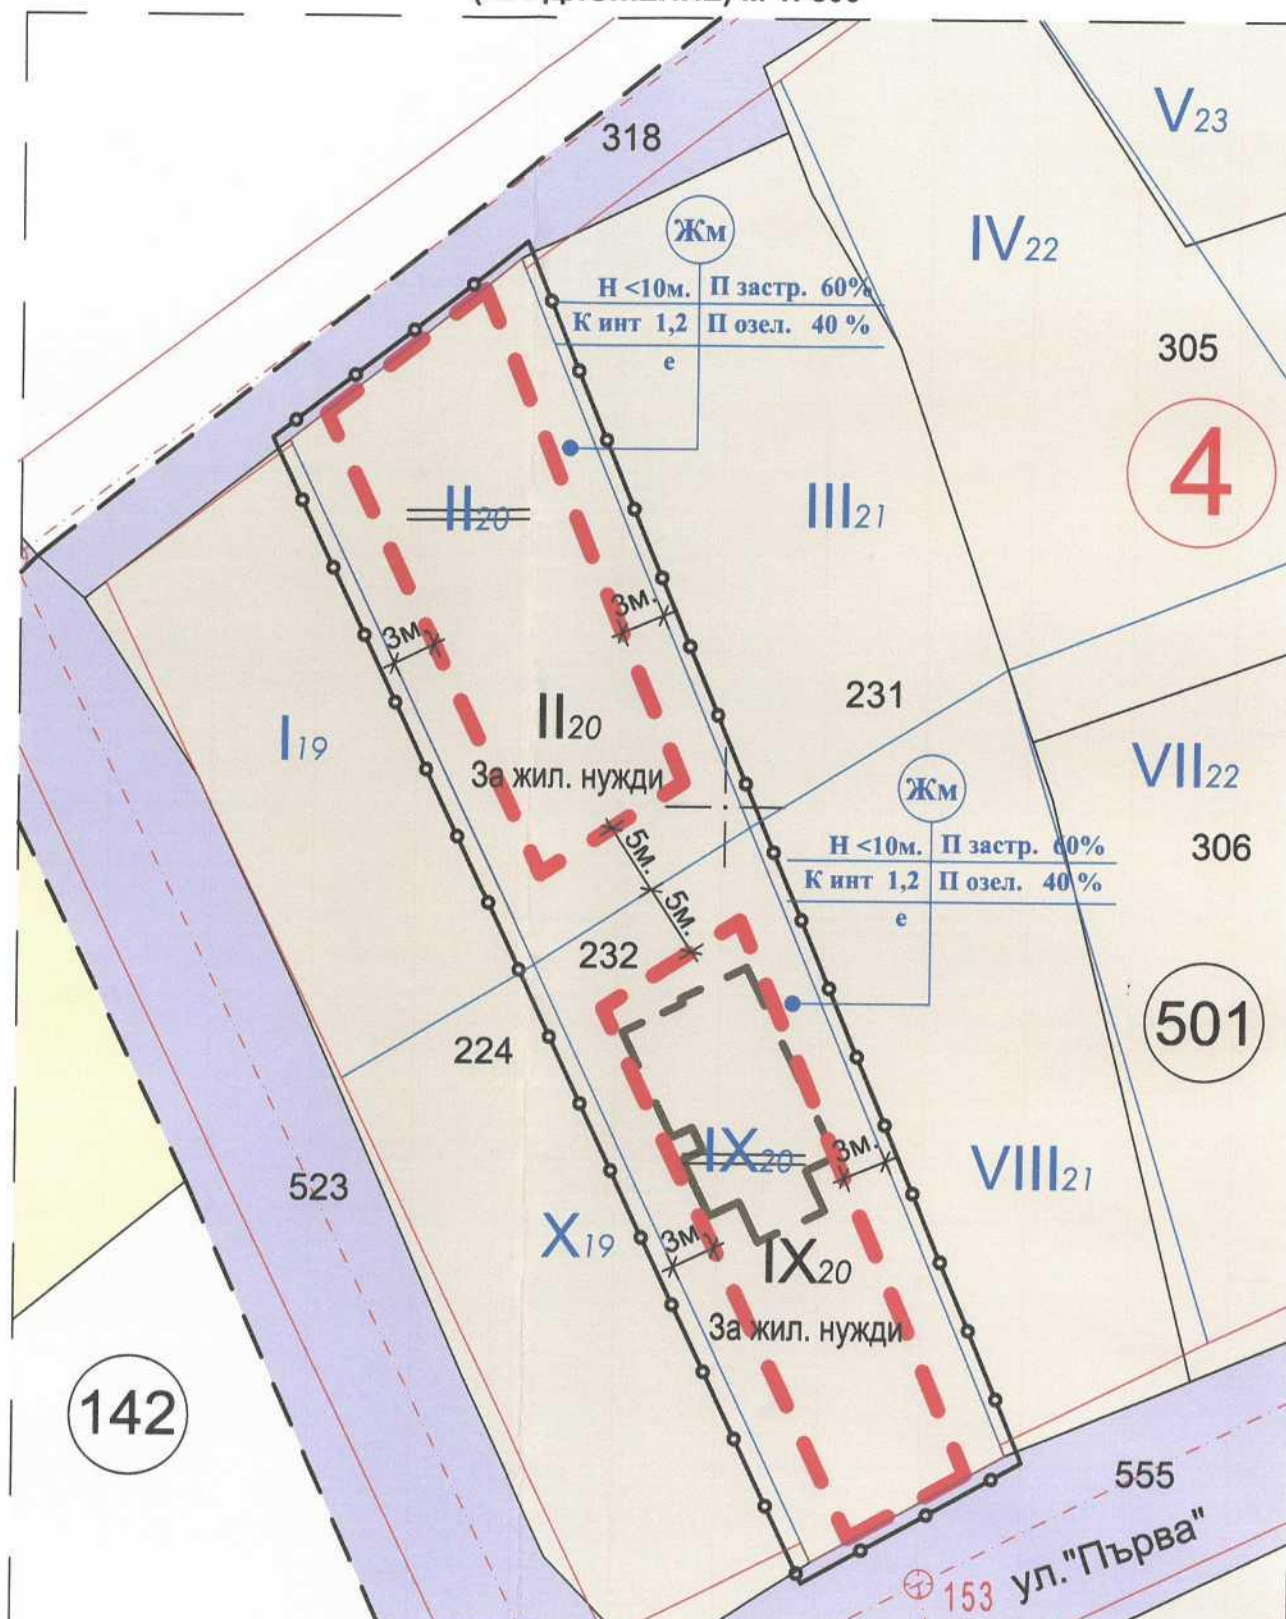 318
V23
Жм
IV22
H <10м. П застр. 60%
К инт 1,2 П озел. 40 %
е
305
4
II20
III21
3м.
3м.
231
II20
I19
За жил. нужди
VII22
Жм
5м.
H <10м. П застр. 60%
306
К инт 1,2 П озел. 40 %
5м.
е
232
501
224
IX20
3м.
VIII21
523
X19
3м.
IX20
За жил. нужди
142
555
ул."Първа"
153